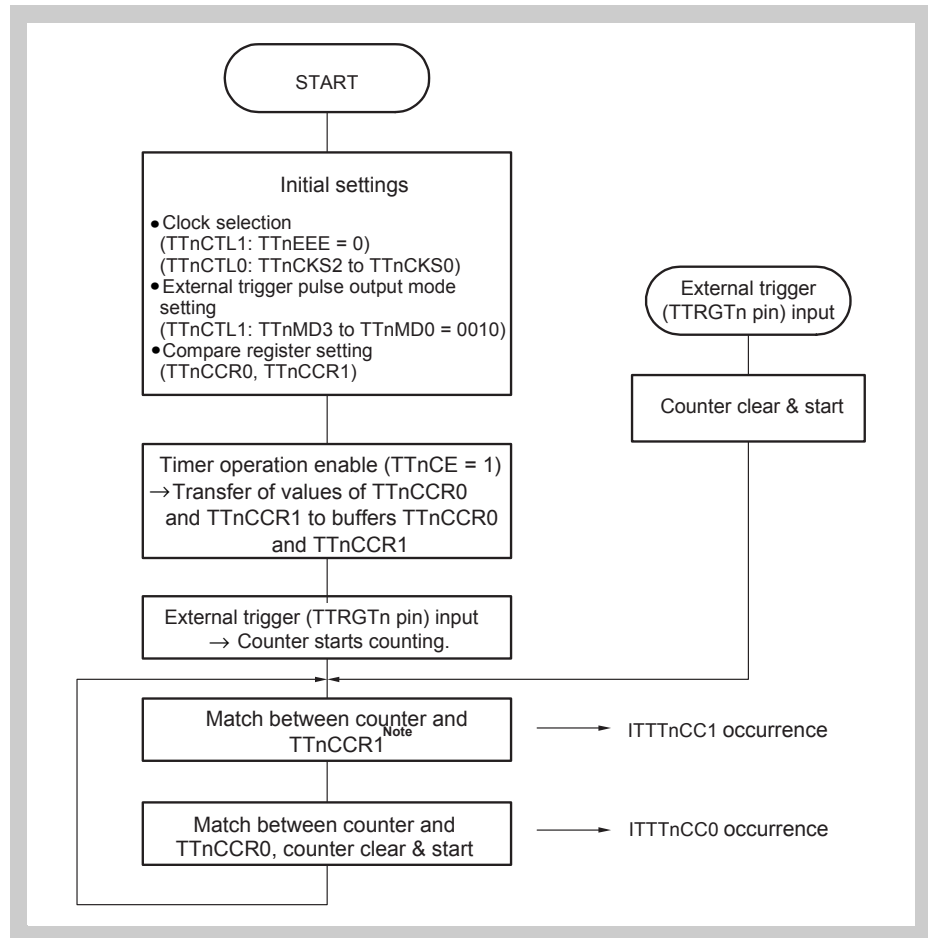 START
Initial settings
● Clock selection
(TTnCTL1: TTnEEE = 0)
(TTnCTL0: TTnCKS2 to TTnCKS0)
● External trigger pulse output mode
setting
(TTnCTL1: TTnMD3 to TTnMD0 = 0010)
● Compare register setting
(TTnCCR0, TTnCCR1)
External trigger
(TTRGTn pin) input
Counter clear & start
Timer operation enable (TTnCE = 1)
→ Transfer of values of TTnCCR0
and TTnCCR1 to buffers TTnCCR0
and TTnCCR1
External trigger (TTRGTn pin) input
→ Counter starts counting.
Match between counter and
TTnCCR1 Note
ITTTnCC1 occurrence
Match between counter and
TTnCCR0, counter clear & start
ITTTnCC0 occurrence